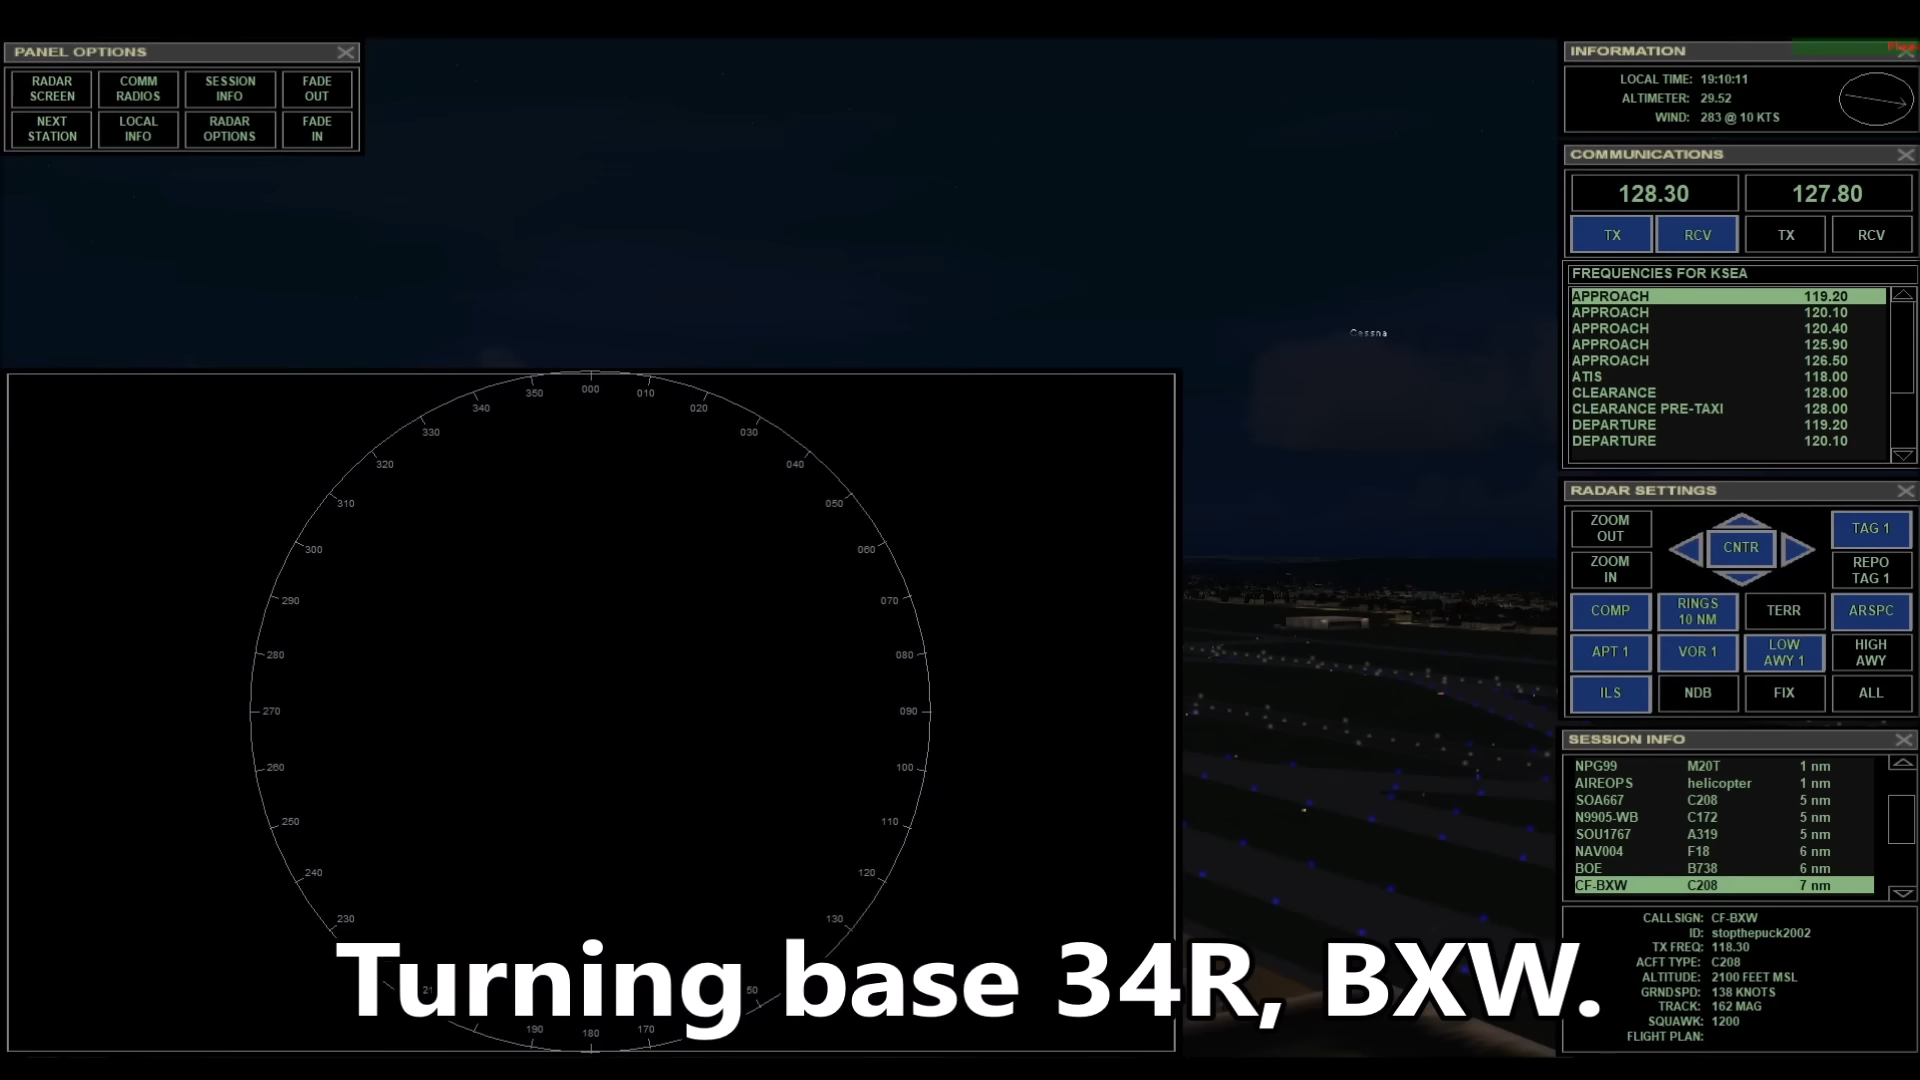 PANEL OPTIONS
RADAR SCREEN
COMM RADIOS
SESSION INFO
FADE OUT
NEXT STATION
LOCAL INFO
RADAR OPTIONS
FADE IN
INFORMATION
LOCAL TIME: 19:10:11
ALTIMETER: 29.52
WIND: 283 @ 10 KTS
COMMUNICATIONS
128.30 127.80
TX RCV TX RCV
FREQUENCIES FOR KSEA
APPROACH 119.20
APPROACH 120.10
APPROACH 120.40
APPROACH 125.90
APPROACH 126.50
ATIS 118.00
CLEARANCE 128.00
CLEARANCE PRE-TAXI 128.00
DEPARTURE 119.20
DEPARTURE 120.10
Cessna
RADAR SETTINGS
ZOOM OUT
CNTR
TAG 1
ZOOM IN
REPO TAG 1
COMP
RINGS 10 NM
TERR
ARSPC
APT 1
VOR 1
LOW AWY 1
HIGH AWY
ILS
NDB
FIX
ALL
SESSION INFO
NPG99 M20T 1 nm
AIREOPS helicopter 1 nm
SOA667 C208 5 nm
N9905-WB C172 5 nm
SOU1767 A319 5 nm
NAV004 F18 6 nm
BOE B738 6 nm
CF-BXW C208 7 nm
CALLSIGN: CF-BXW
ID: stopthepuck2002
TX FREQ: 118.30
ACFT TYPE: C208
ALTITUDE: 2100 FEET MSL
GRNDSPD: 138 KNOTS
TRACK: 162 MAG
SQUAWK: 1200
FLIGHT PLAN:
000
010
020
030
040
050
060
070
080
090
100
110
120
130
170
180
190
230
240
250
260
270
280
290
300
310
320
330
340
350
Turning base 34R, BXW.